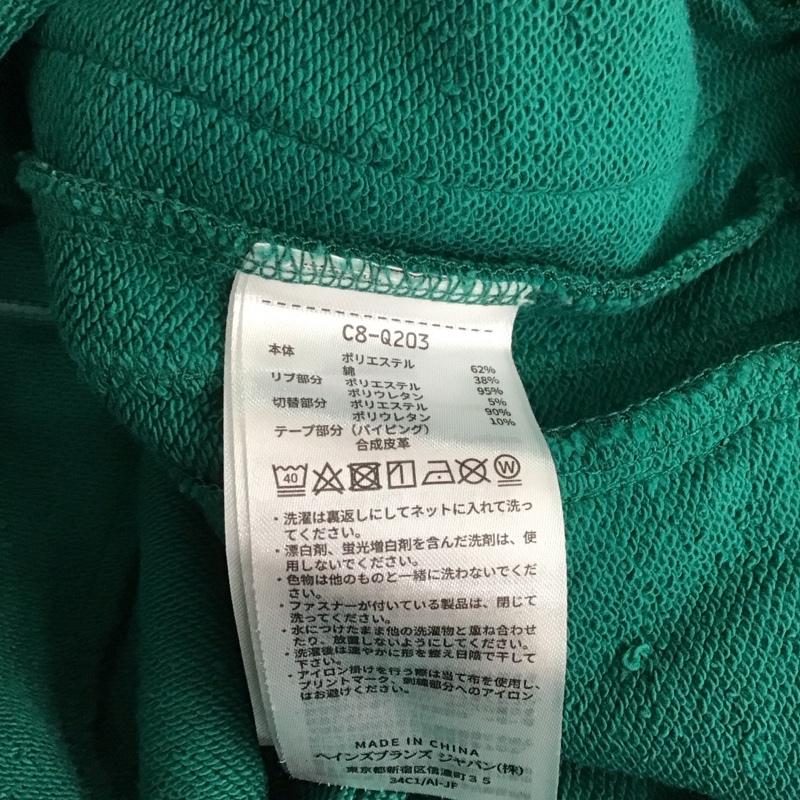 C8-Q203
本体 ポリエステル 62%
綿 38%
リブ部分 ポリエステル 95%
ポリウレタン 5%
切替部分 ポリエステル 90%
ポリウレタン 10%
テープ部分（パイピング）
合成皮革
40 W
・洗濯は裏返しにしてネットに入れて洗っ
てください。
・漂白剤、蛍光増白剤を含んだ洗剤は、使
用しないでください。
・色物は他のものと一緒に洗わないでくだ
さい。
・ファスナーが付いている製品は、閉じて
洗ってください。
・水につけたまま他の洗濯物と重ね合わせ
たり、放置しないようにしてください。
・洗濯後は速やかに形を整え日陰で干して
下さい。
・アイロン掛けを行う際は当て布を使用し、
プリントマーク、刺繍部分へのアイロン
はお避けください。
MADE IN CHINA
ヘインズブランズ ジャパン(株)
東京都新宿区信濃町３５
34C1/AI-JF